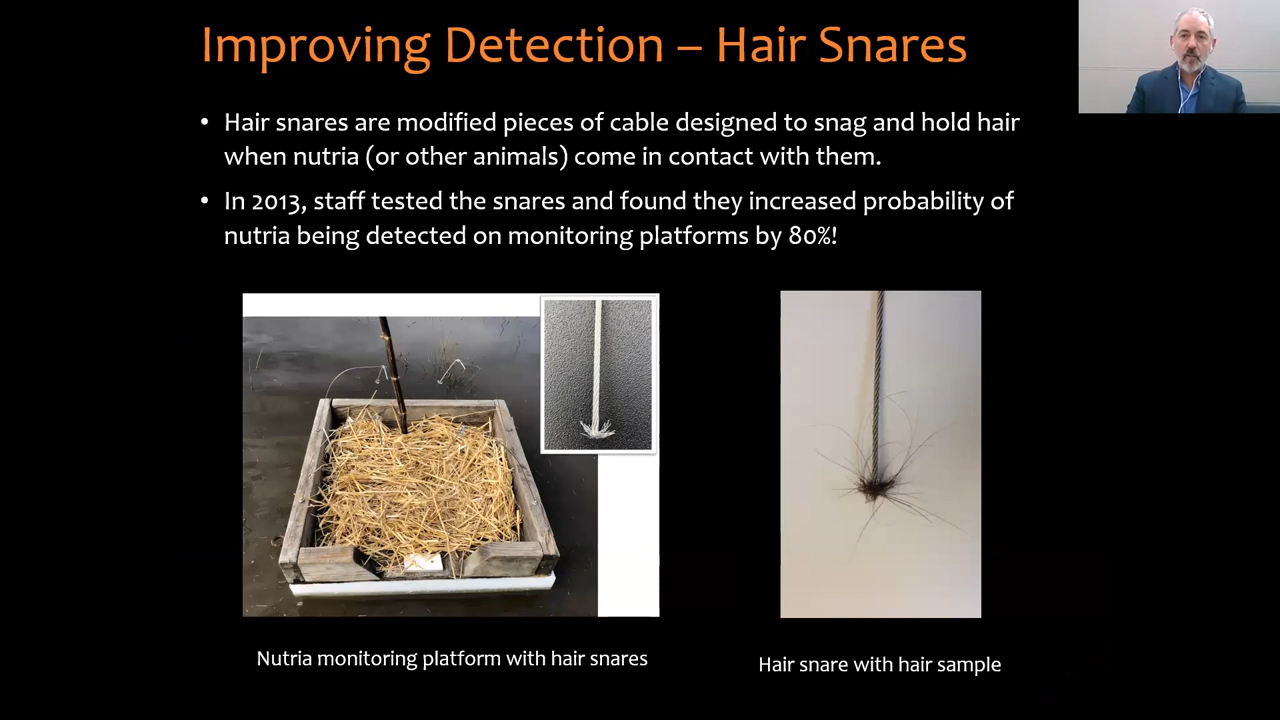 Improving Detection – Hair Snares
• Hair snares are modified pieces of cable designed to snag and hold hair
when nutria (or other animals) come in contact with them.
• In 2013, staff tested the snares and found they increased probability of
nutria being detected on monitoring platforms by 80%!
Nutria monitoring platform with hair snares
Hair snare with hair sample